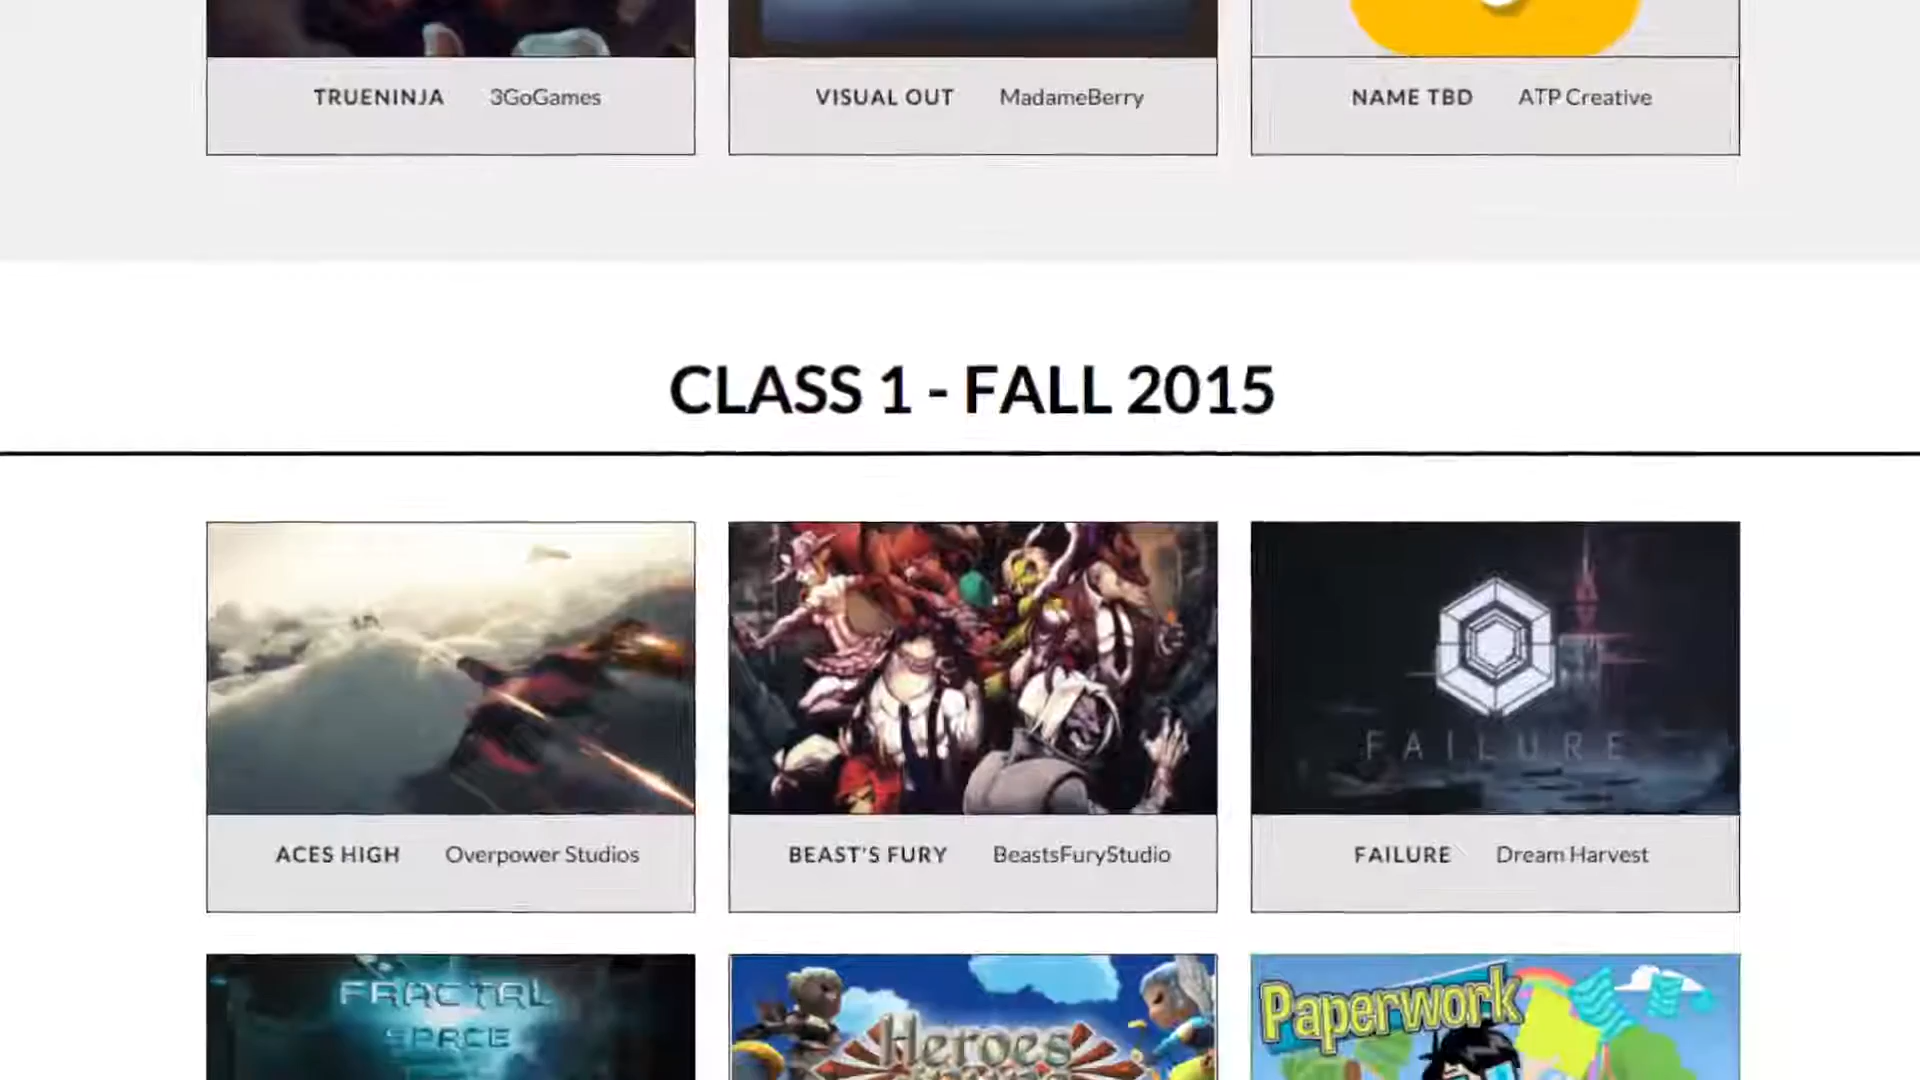 TRUENINJA 3GoGames
VISUAL OUT MadameBerry
NAME TBD ATP Creative
CLASS 1 - FALL 2015
FAILURE
ACES HIGH Overpower Studios
BEAST'S FURY BeastsFuryStudio
FAILURE Dream Harvest
FRACTAL
SPACE
Heroes
Paperwork